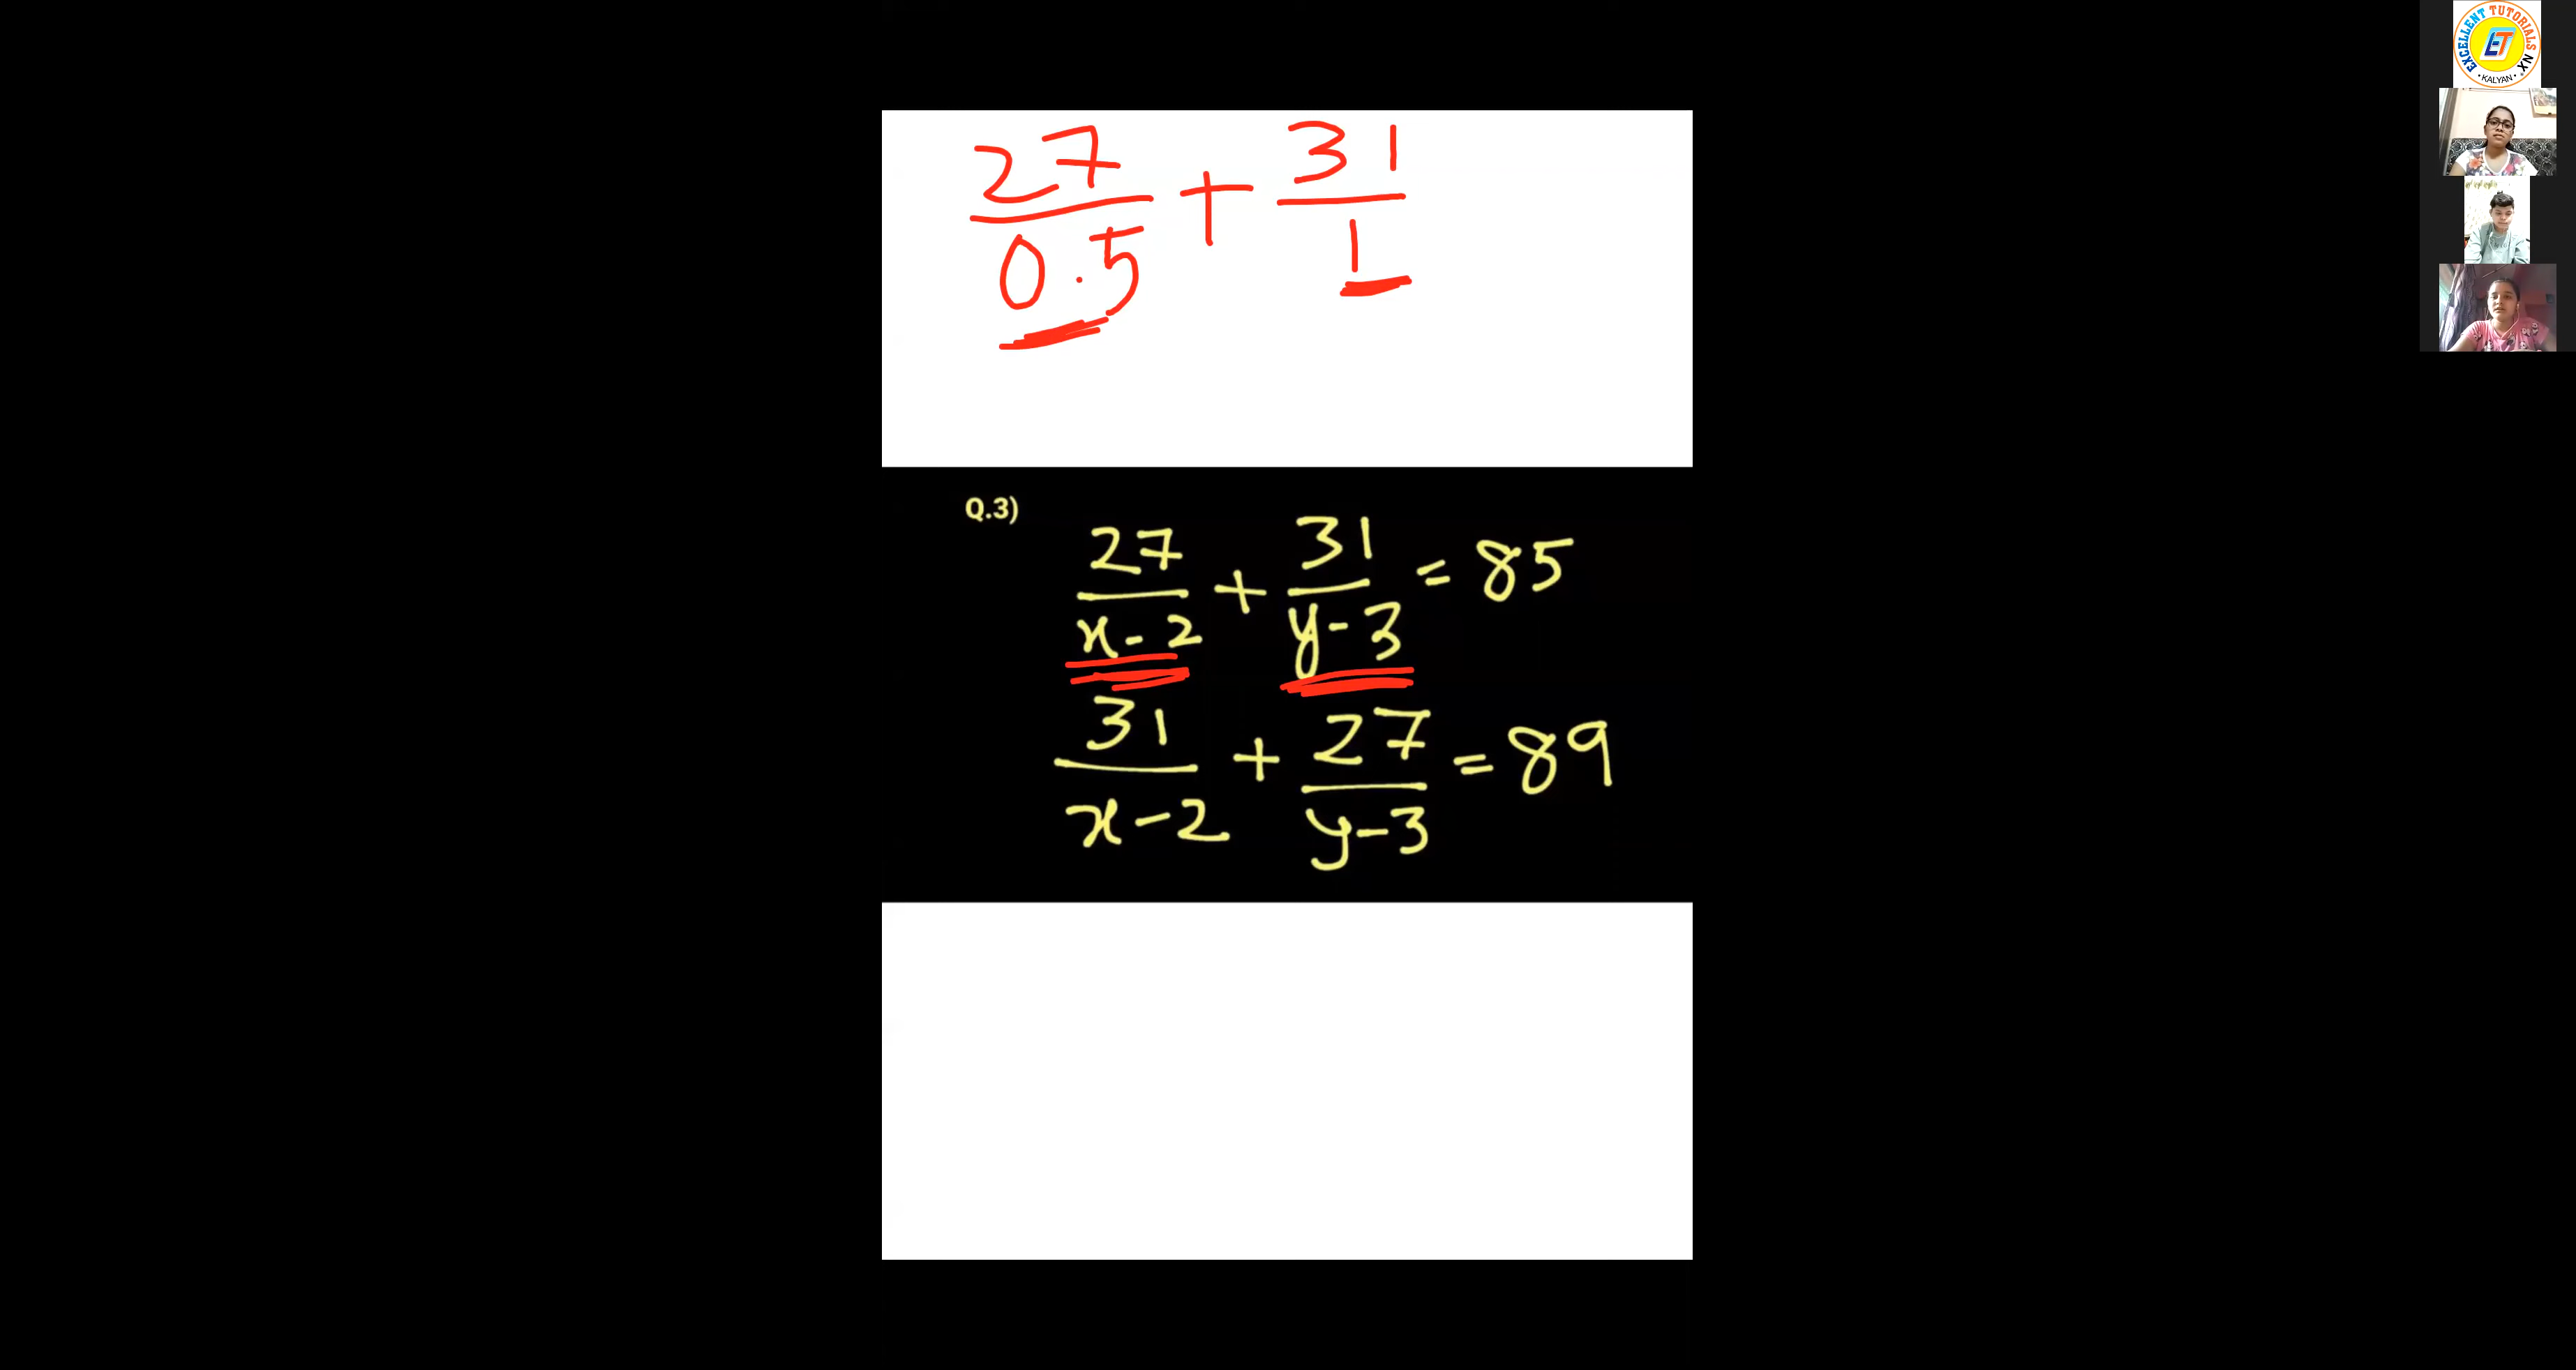 27/0.5 + 31/1
Q.3)
27/(x-2) + 31/(y-3) = 85
31/(x-2) + 27/(y-3) = 89
EXCELLENT TUTORIALS NX.
ET
• KALYAN •